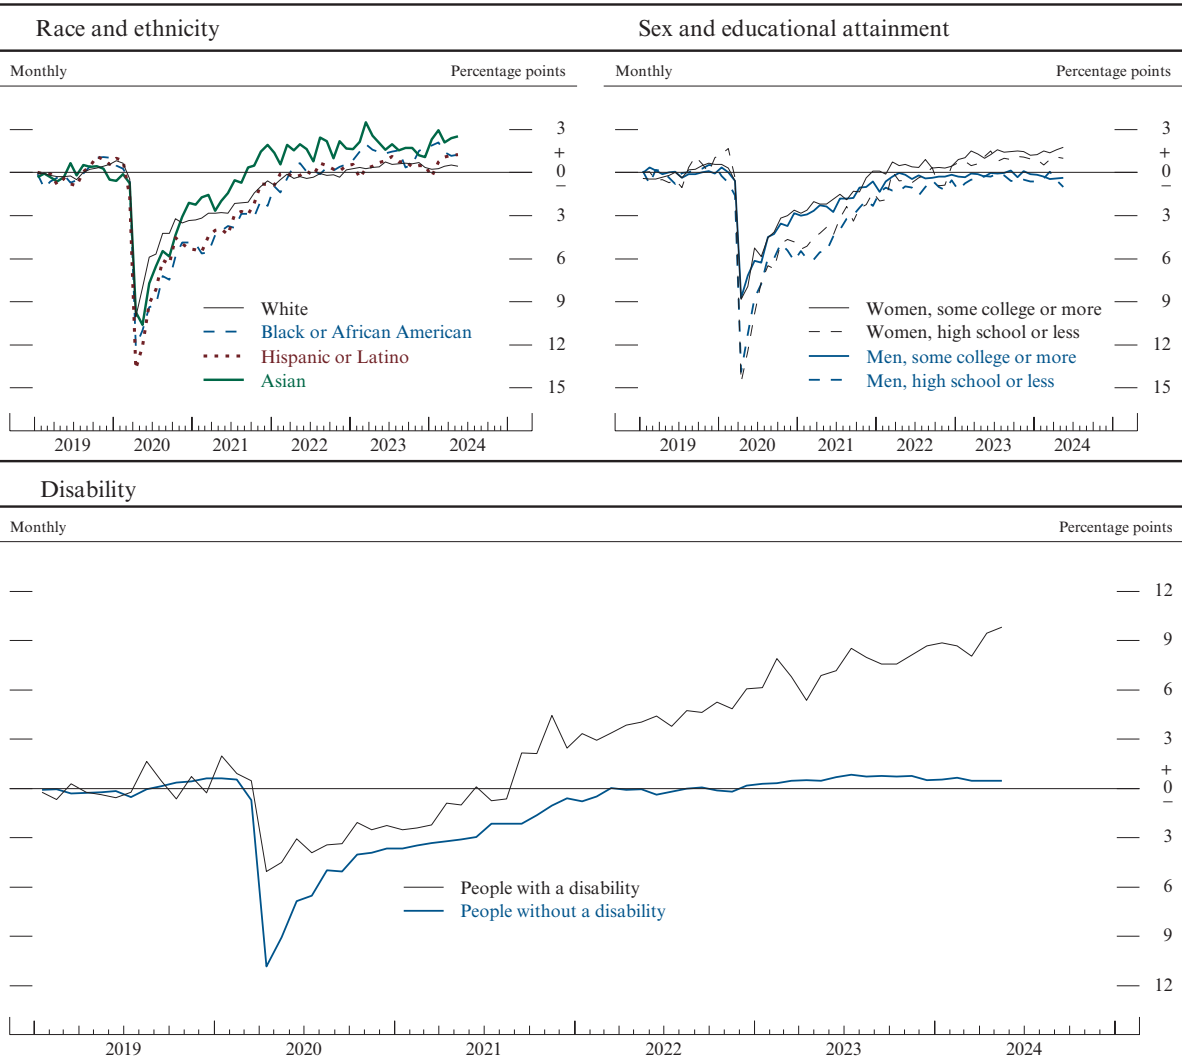 Race and ethnicity
Monthly Percentage points
3
+
0
–
3
6
9
12
15
White
Black or African American
Hispanic or Latino
Asian
2019 2020 2021 2022 2023 2024
Sex and educational attainment
Monthly Percentage points
3
+
0
–
3
6
9
12
15
Women, some college or more
Women, high school or less
Men, some college or more
Men, high school or less
2019 2020 2021 2022 2023 2024
Disability
Monthly Percentage points
12
9
6
3
+
0
–
3
6
9
12
People with a disability
People without a disability
2019 2020 2021 2022 2023 2024